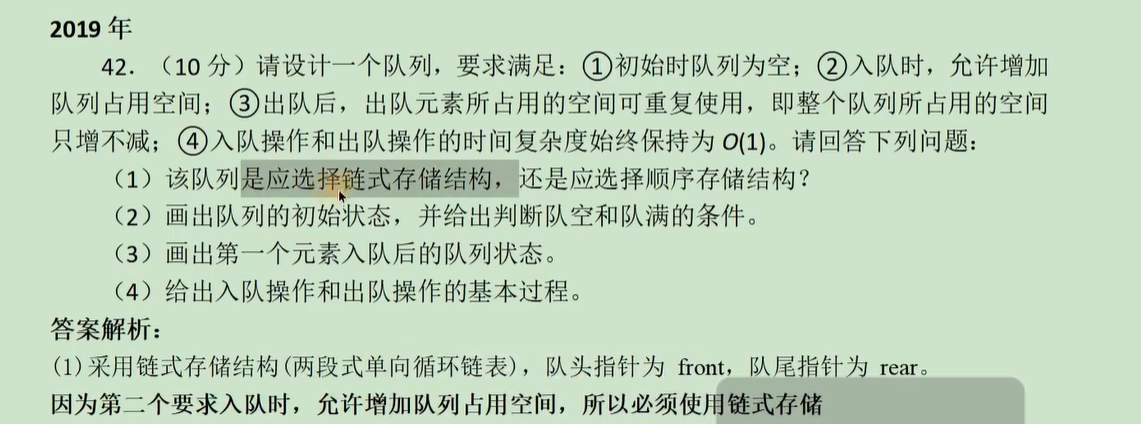 2019 年
42. （10 分）请设计一个队列，要求满足：①初始时队列为空；②入队时，允许增加
队列占用空间；③出队后，出队元素所占用的空间可重复使用，即整个队列所占用的空间
只增不减；④入队操作和出队操作的时间复杂度始终保持为 O(1)。请回答下列问题：
（1）该队列是应选择链式存储结构，还是应选择顺序存储结构？
（2）画出队列的初始状态，并给出判断队空和队满的条件。
（3）画出第一个元素入队后的队列状态。
（4）给出入队操作和出队操作的基本过程。
答案解析：
(1) 采用链式存储结构(两段式单向循环链表)，队头指针为 front，队尾指针为 rear。
因为第二个要求入队时，允许增加队列占用空间，所以必须使用链式存储